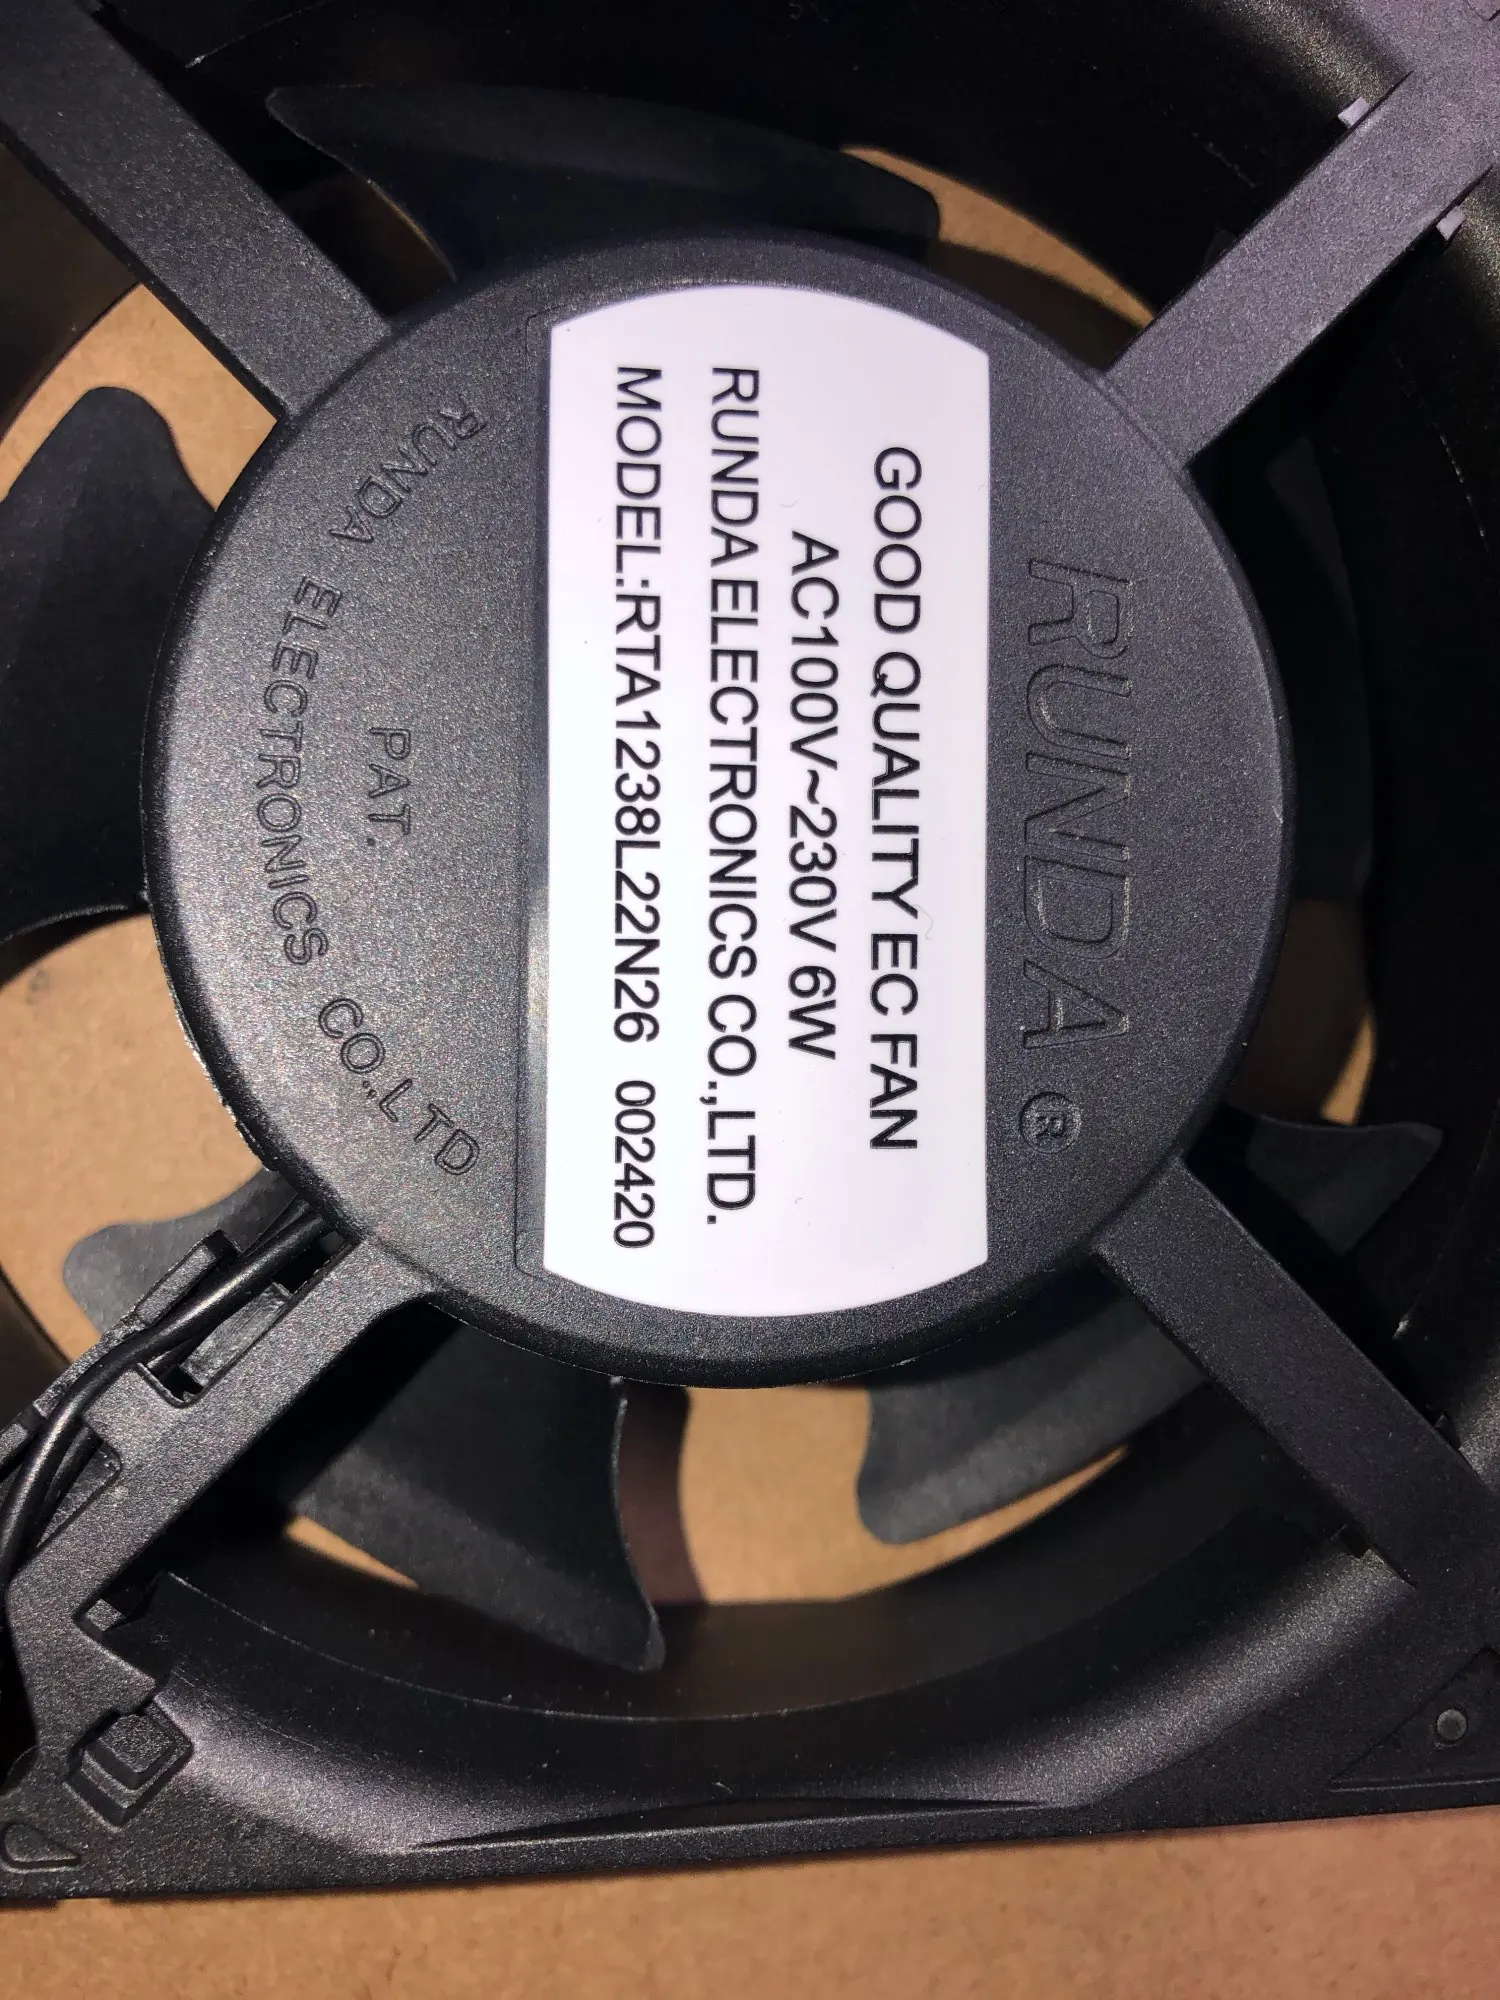 RUNDA ®
GOOD QUALITY EC FAN
AC100V~230V 6W
RUNDA ELECTRONICS CO.,LTD.
MODEL:RTA1238L22N26 002420
PAT.
RUNDA ELECTRONICS CO.,LTD